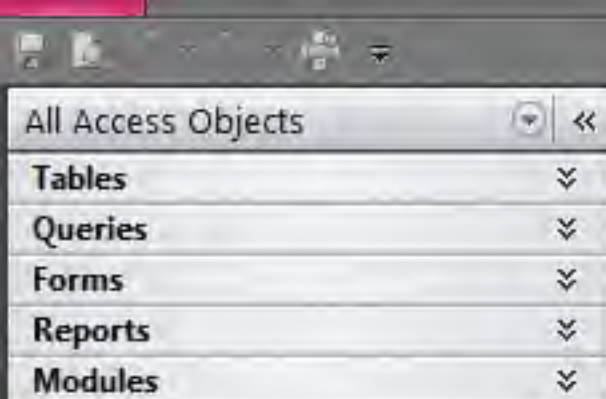 All Access Objects
Tables
Queries
Forms
Reports
Modules